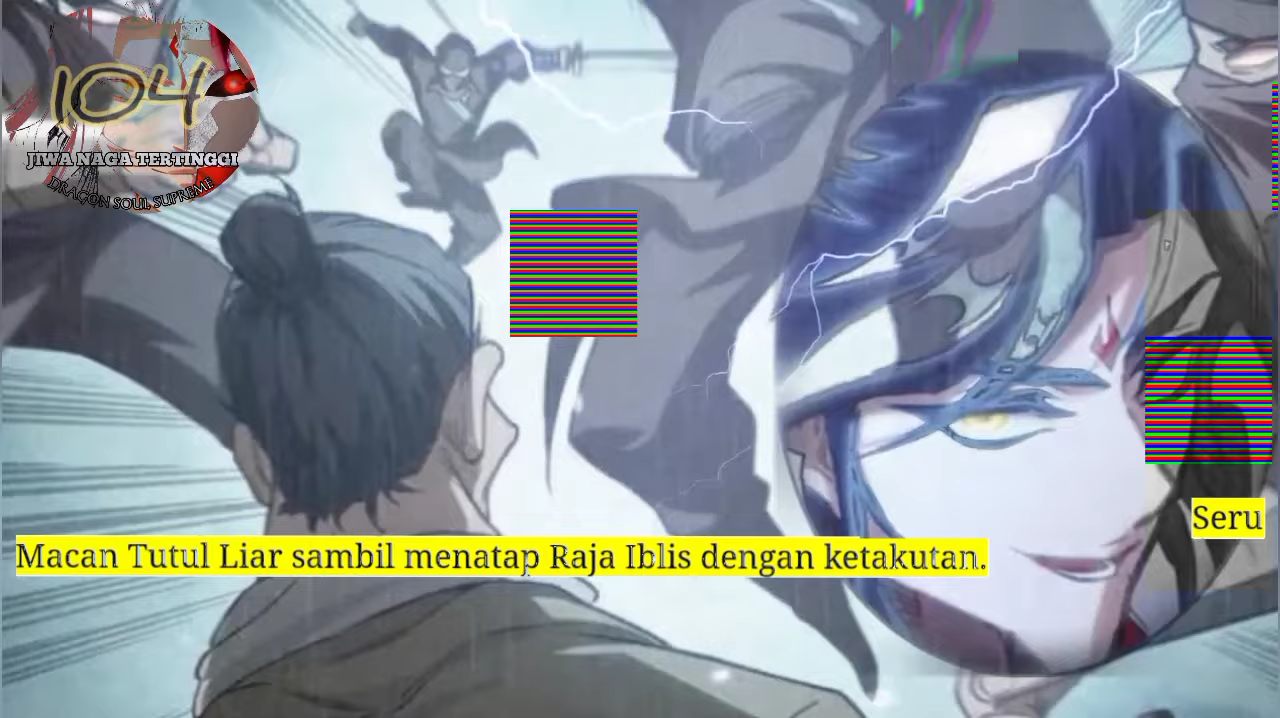 104
JIWA NAGA TERTINGGI
DRAGON SOUL SUPREME
Seru
Macan Tutul Liar sambil menatap Raja Iblis dengan ketakutan.